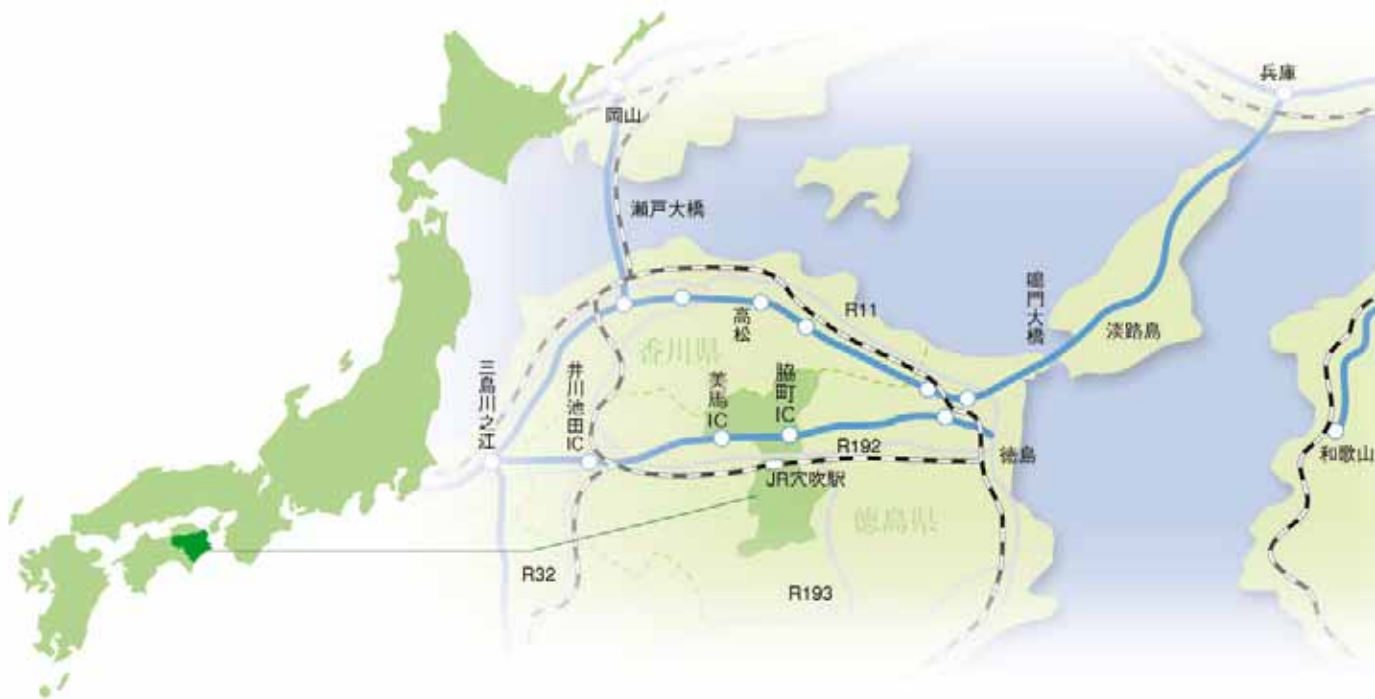 岡山
兵庫
瀬戸大橋
鳴門大橋
淡路島
R11
高松
香川県
三島川之江
井川池田IC
美馬IC
脇町IC
R192
徳島
和歌山
JR穴吹駅
徳島県
R32
R193